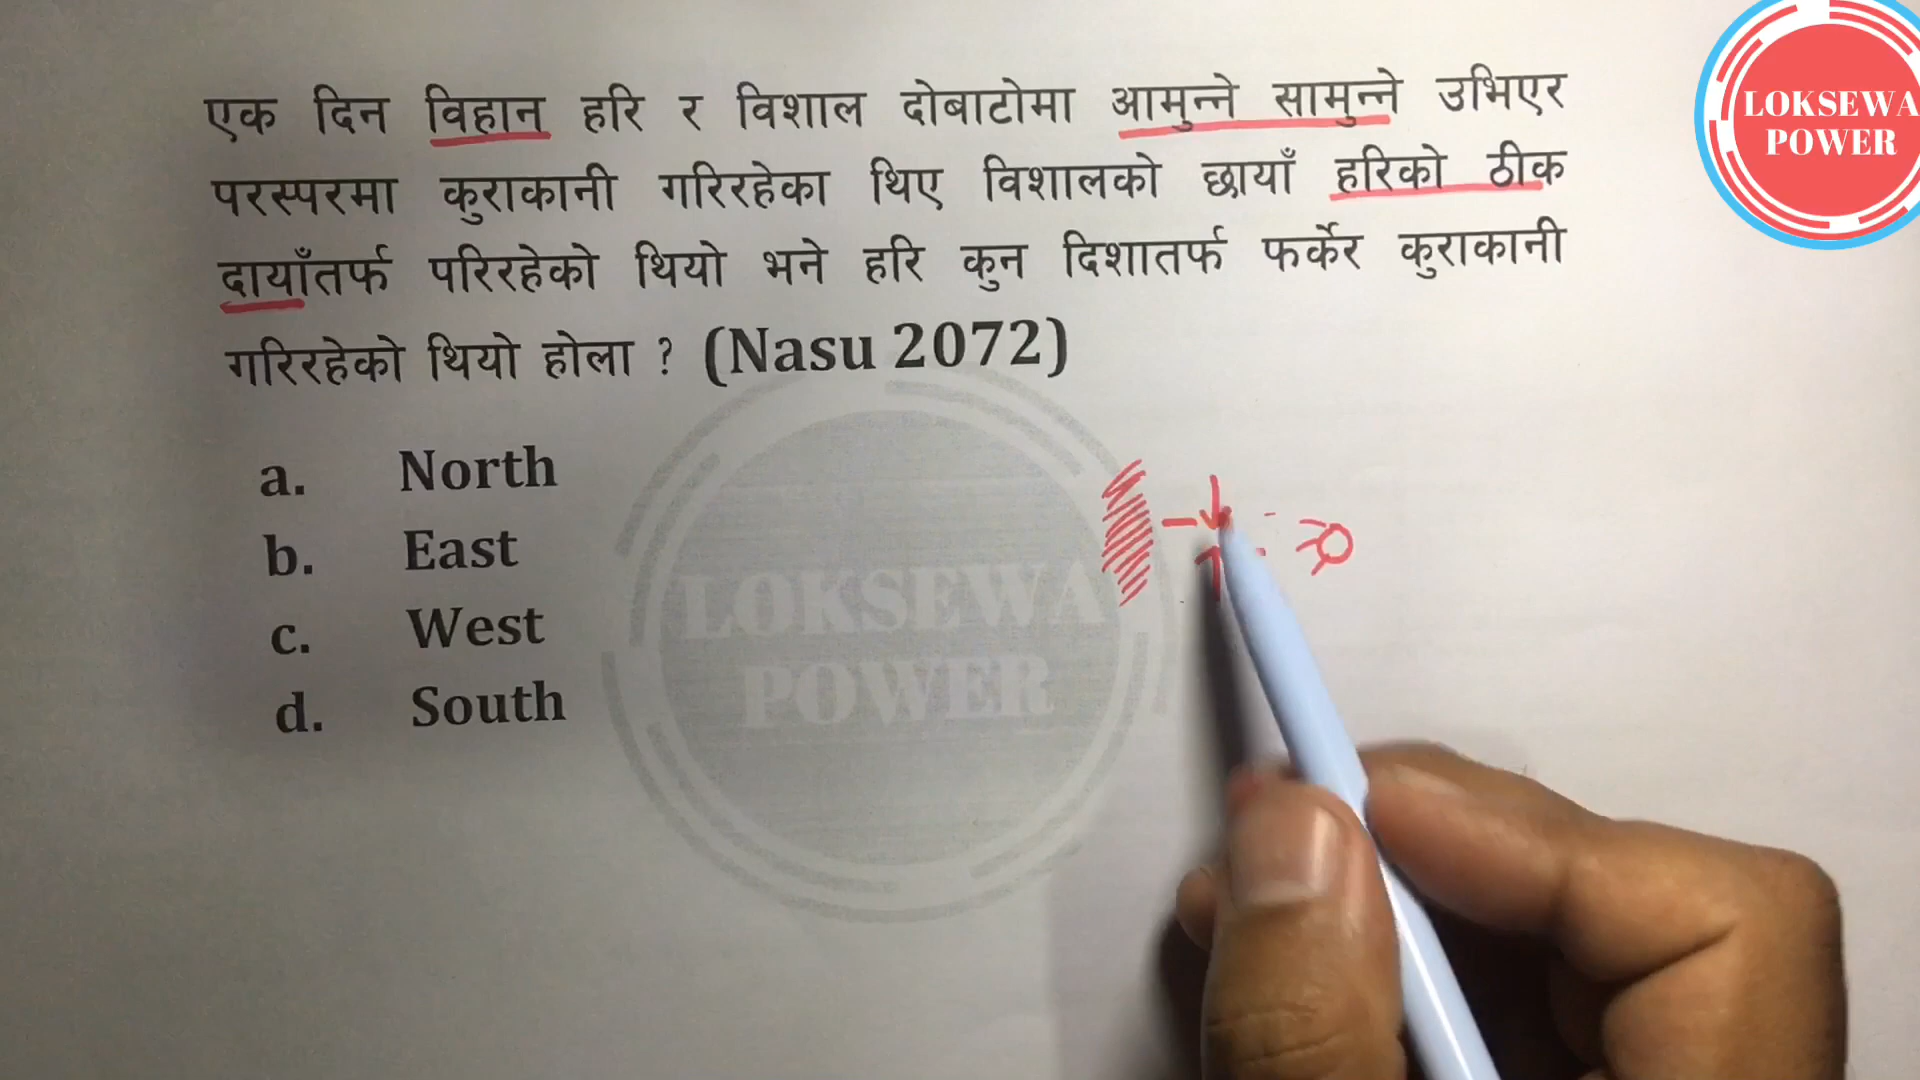 एक दिन विहान हरि र विशाल दोबाटोमा आमुन्ने सामुन्ने उभिएर
परस्परमा कुराकानी गरिरहेका थिए विशालको छायाँ हरिको ठीक
दायाँतर्फ परिरहेको थियो भने हरि कुन दिशातर्फ फर्केर कुराकानी
गरिरहेको थियो होला ? (Nasu 2072)
a. North
b. East
c. West
d. South
LOKSEWA
POWER
LOKSEWA
POWER